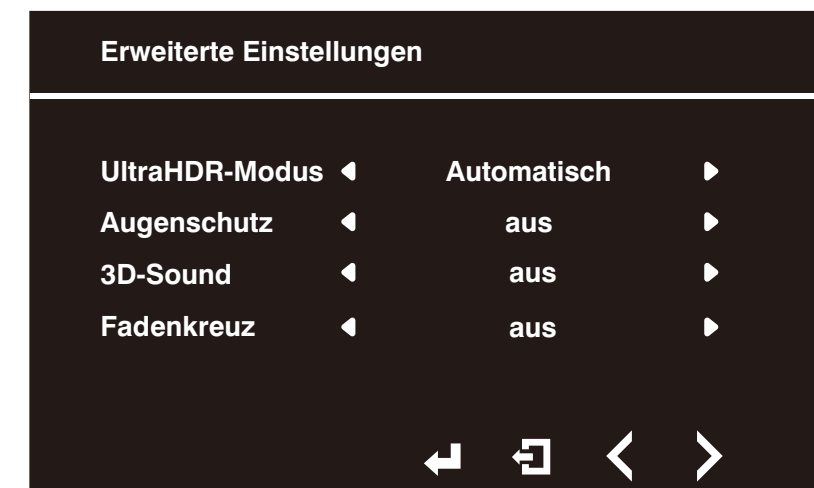 Erweiterte Einstellungen
UltraHDR-Modus Automatisch
Augenschutz aus
3D-Sound aus
Fadenkreuz aus